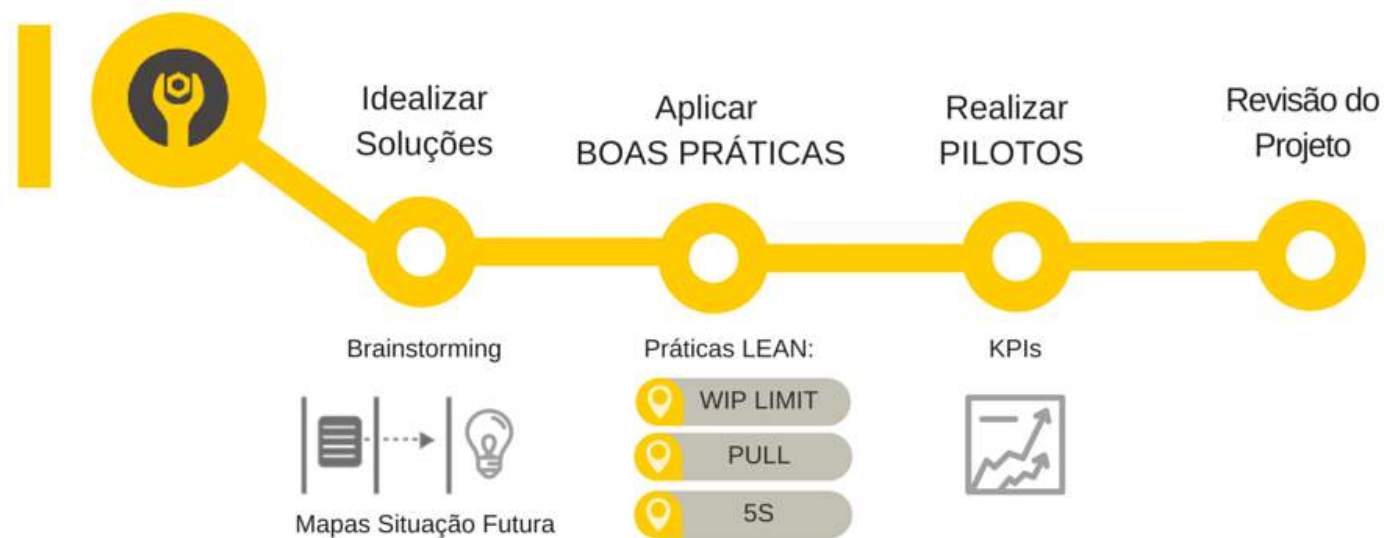 Idealizar
Soluções
Aplicar
BOAS PRÁTICAS
Realizar
PILOTOS
Revisão do
Projeto
Brainstorming
Mapas Situação Futura
Práticas LEAN:
WIP LIMIT
PULL
5S
KPIs